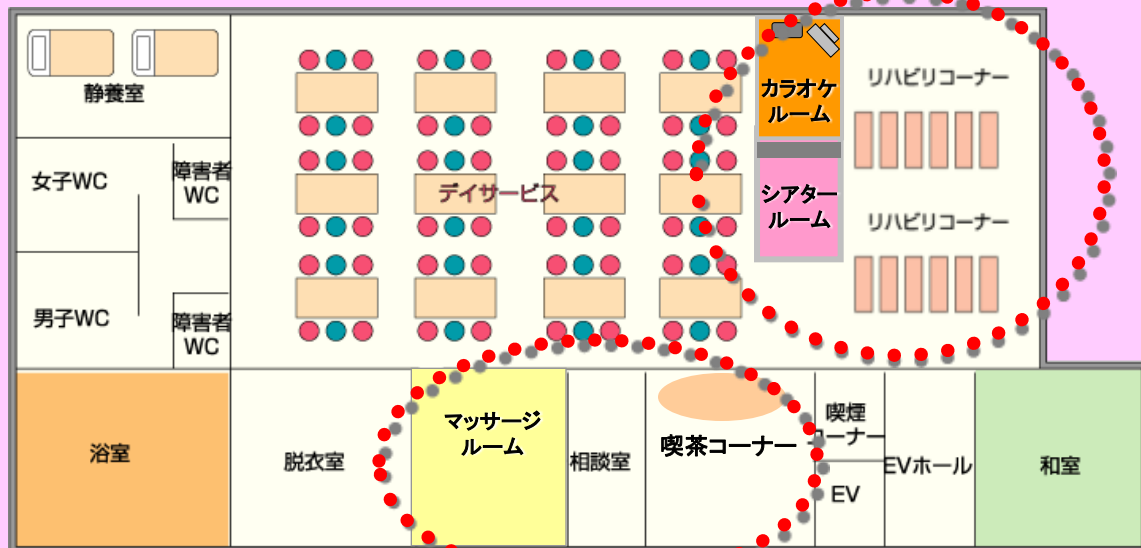 静養室
カラオケ
ルーム
リハビリコーナー
女子WC
障害者
WC
デイサービス
シアター
ルーム
リハビリコーナー
男子WC
障害者
WC
浴室
脱衣室
マッサージ
ルーム
相談室
喫茶コーナー
喫煙
コーナー
EV
EVホール
和室